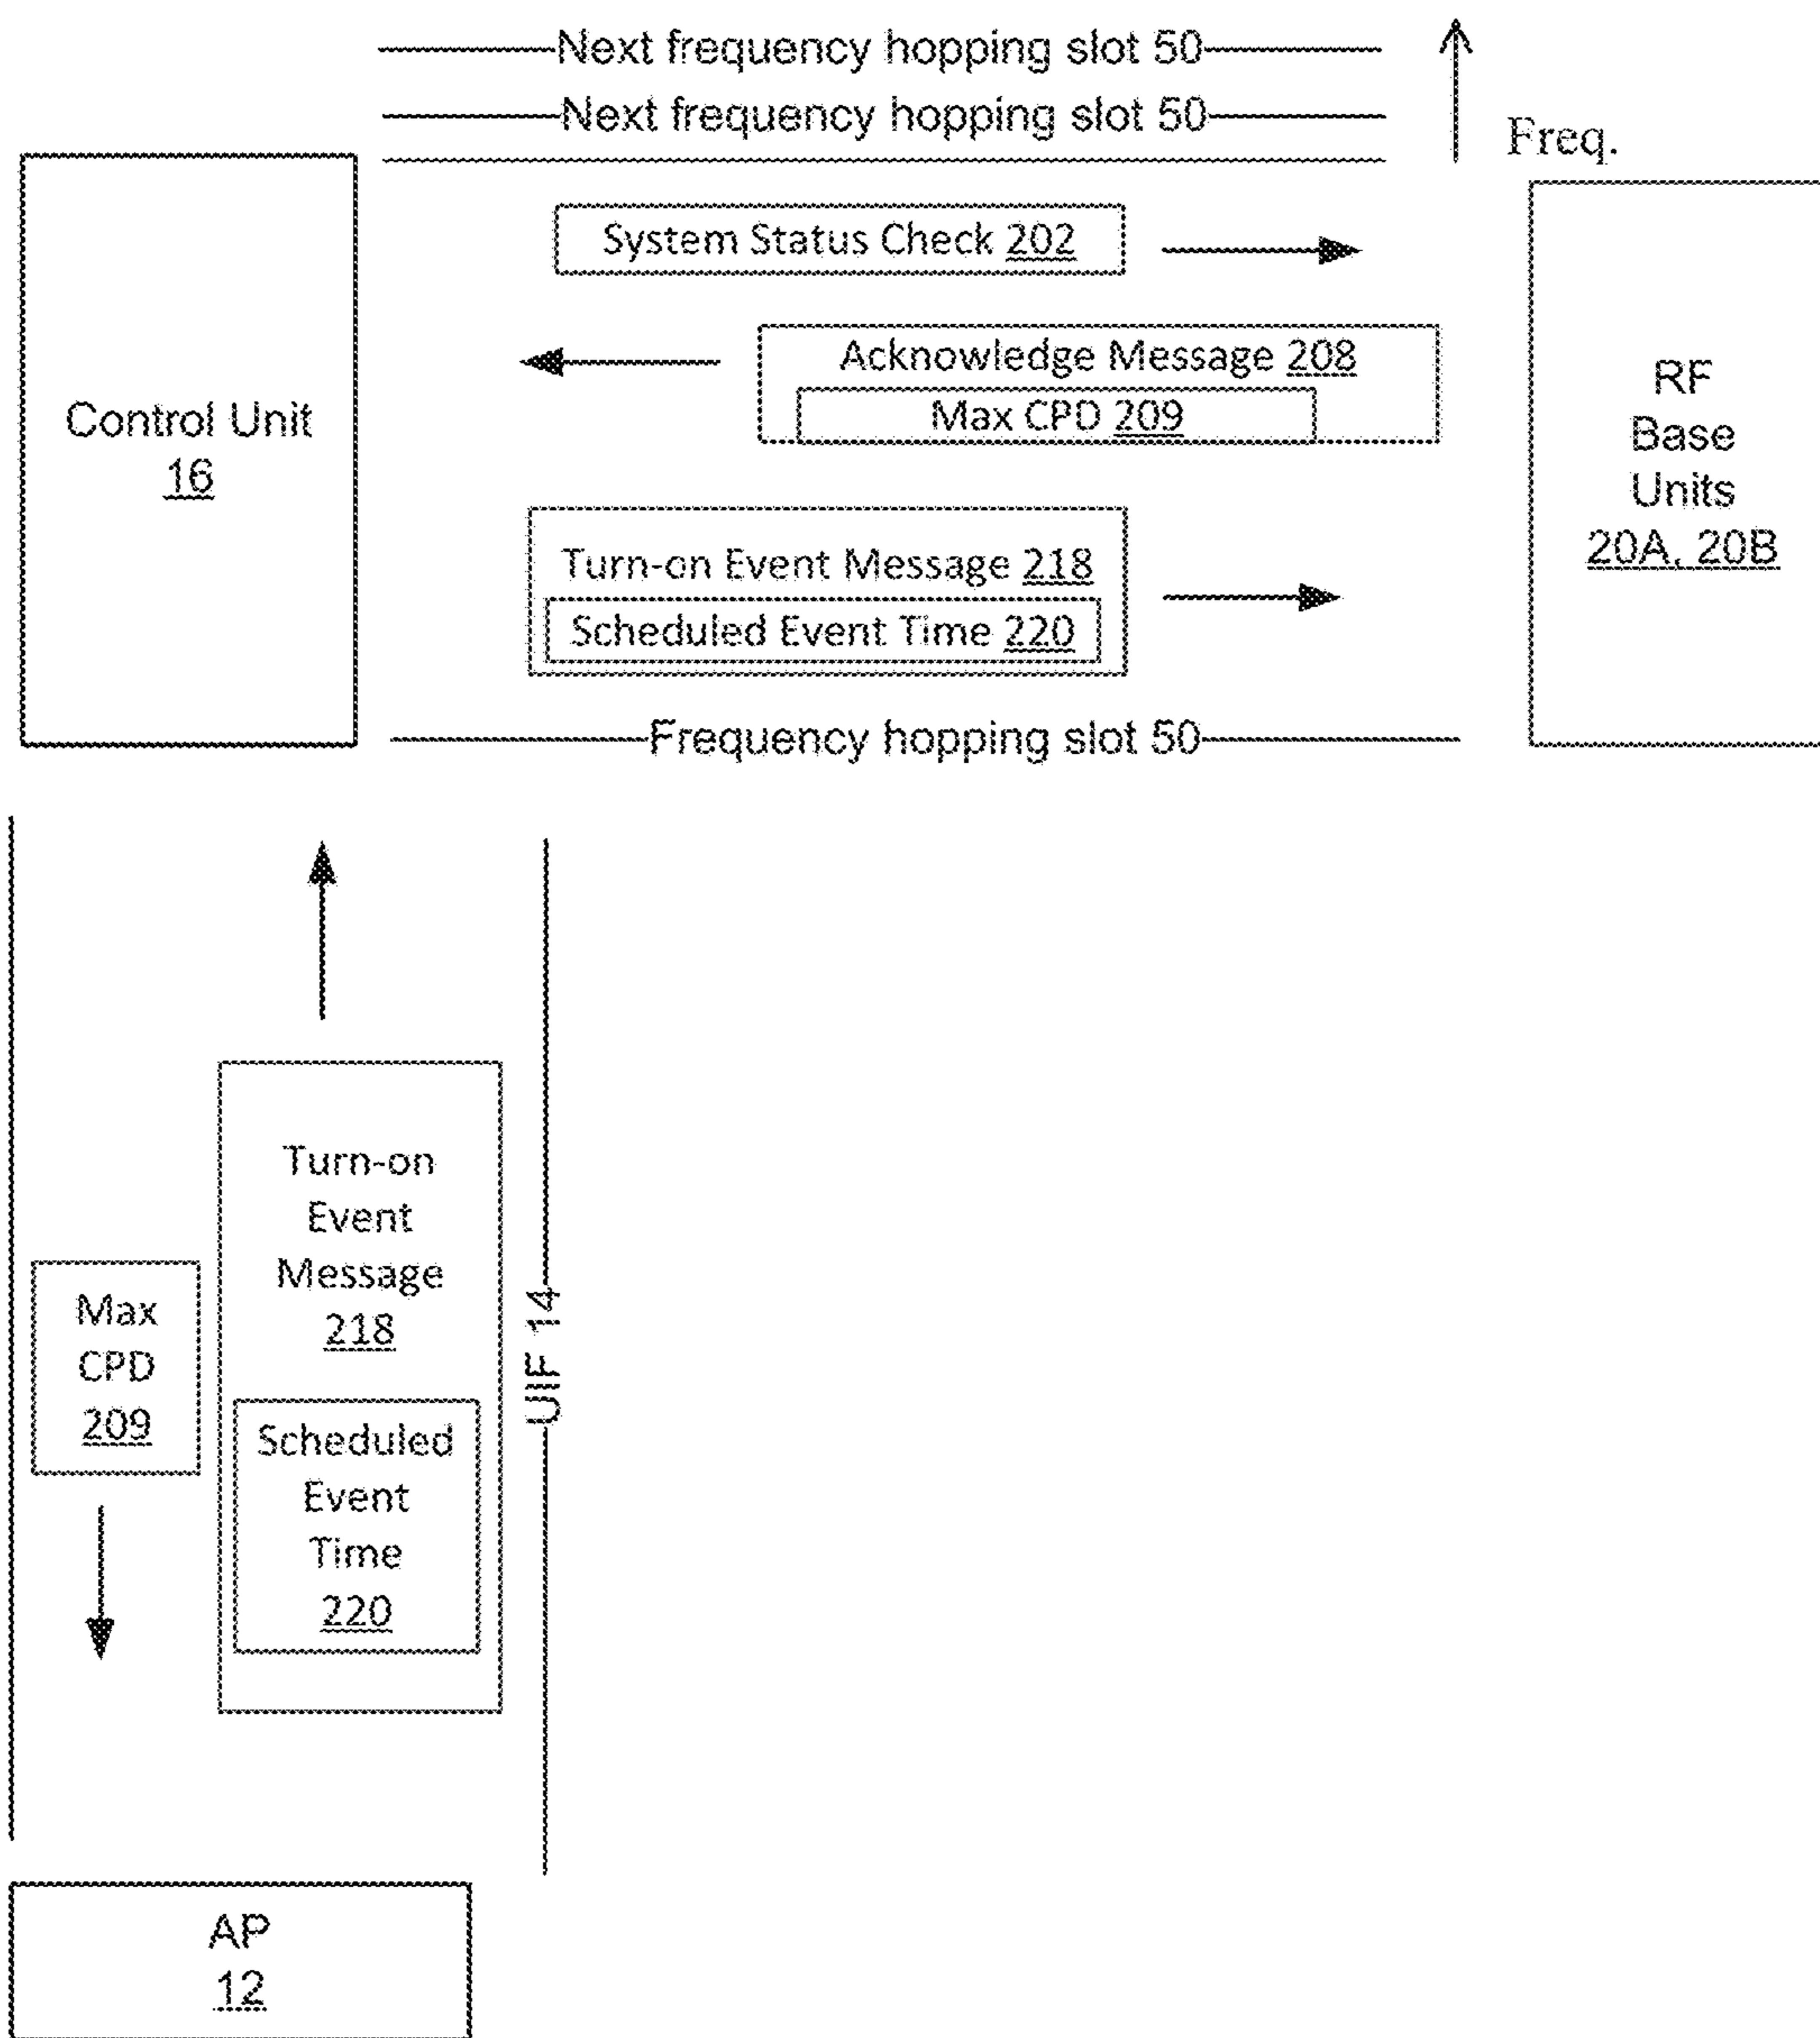 Next frequency hopping slot 50
Next frequency hopping slot 50
Freq.
System Status Check 202
Acknowledge Message 208
Max CPD 209
Control Unit
16
RF
Base
Units
20A, 20B
Turn-on Event Message 218
Scheduled Event Time 220
Frequency hopping slot 50
Turn-on
Event
Message
218
Max
CPD
209
UIF 14
Scheduled
Event
Time
220
AP
12